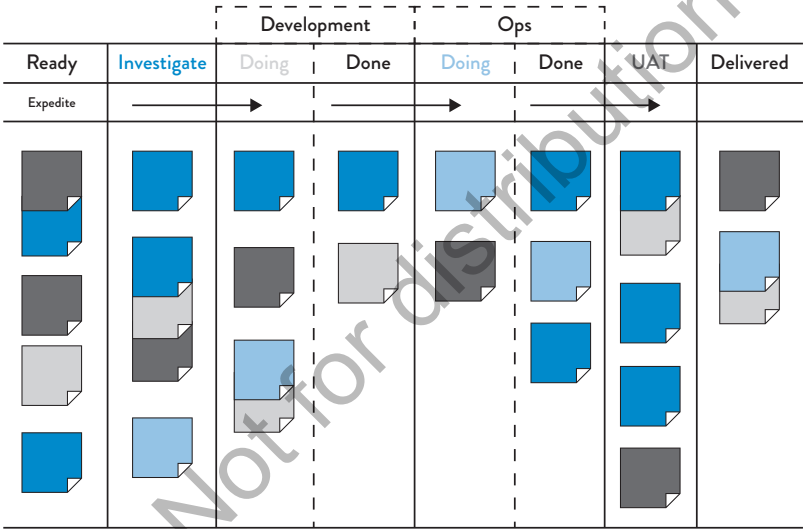 Development Ops
Ready Investigate Doing Done Doing Done UAT Delivered
Expedite
Not for distribution